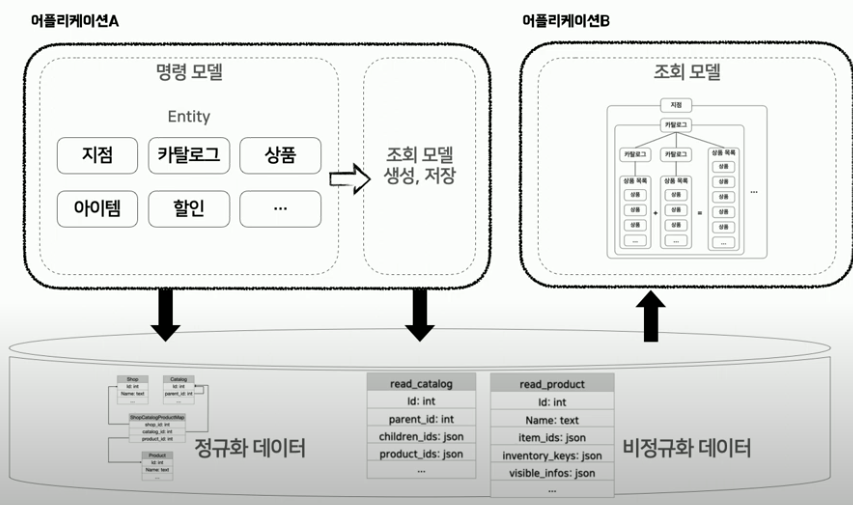 어플리케이션A
어플리케이션B
명령 모델
Entity
지점
카탈로그
상품
아이템
할인
...
조회 모델
생성, 저장
조회 모델
지점
카탈로그
카탈로그
카탈로그
상품 목록
상품 목록
상품 목록
상품
상품
상품
...
+
상품
상품
상품
...
=
상품
상품
상품
상품
상품
...
...
Shop
Id: int
Name: text
...
Catalog
Id: int
parent_id: int
...
ShopCatalogProductMap
shop_id: int
catalog_id: int
product_id: int
Product
Id: int
Name: text
...
정규화 데이터
read_catalog
Id: int
parent_id: int
children_ids: json
product_ids: json
...
read_product
Id: int
Name: text
item_ids: json
inventory_keys: json
visible_infos: json
...
비정규화 데이터